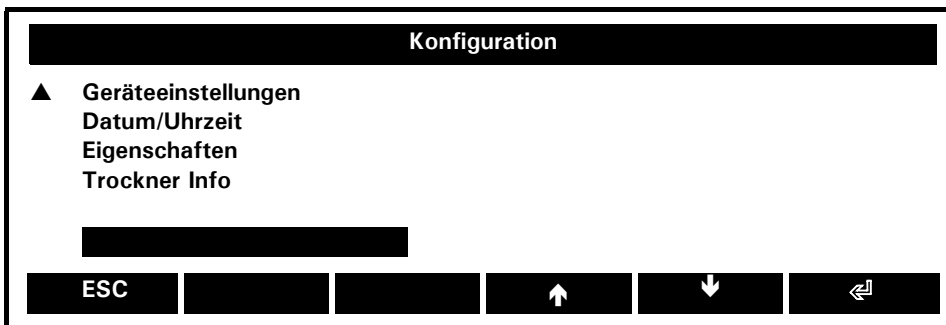 Konfiguration
▲ Geräteeinstellungen
Datum/Uhrzeit
Eigenschaften
Trockner Info
ESC ↑ ↓ ↵